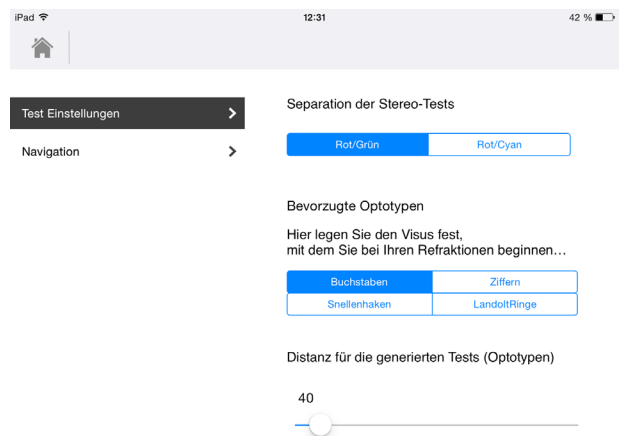 iPad 12:31 42 %
Test Einstellungen
Navigation
Separation der Stereo-Tests
Rot/Grün Rot/Cyan
Bevorzugte Optotypen
Hier legen Sie den Visus fest,
mit dem Sie bei Ihren Refraktionen beginnen…
Buchstaben Ziffern
Snellenhaken LandoltRinge
Distanz für die generierten Tests (Optotypen)
40